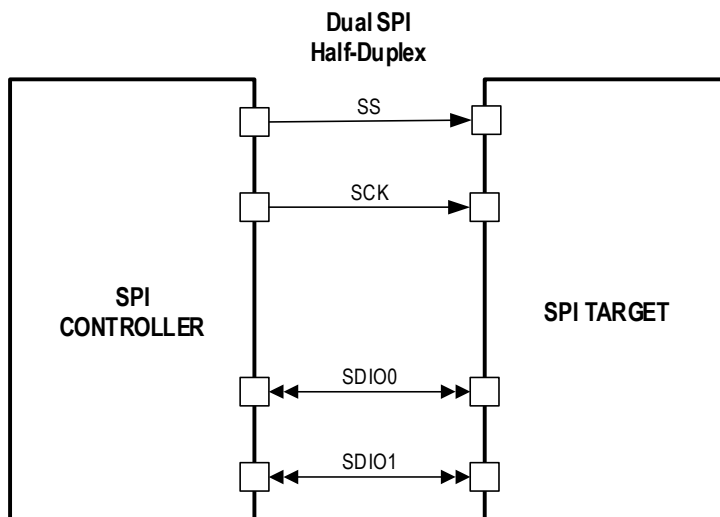 Dual SPI
Half-Duplex
SS
SCK
SPI
CONTROLLER
SPI TARGET
SDIO0
SDIO1